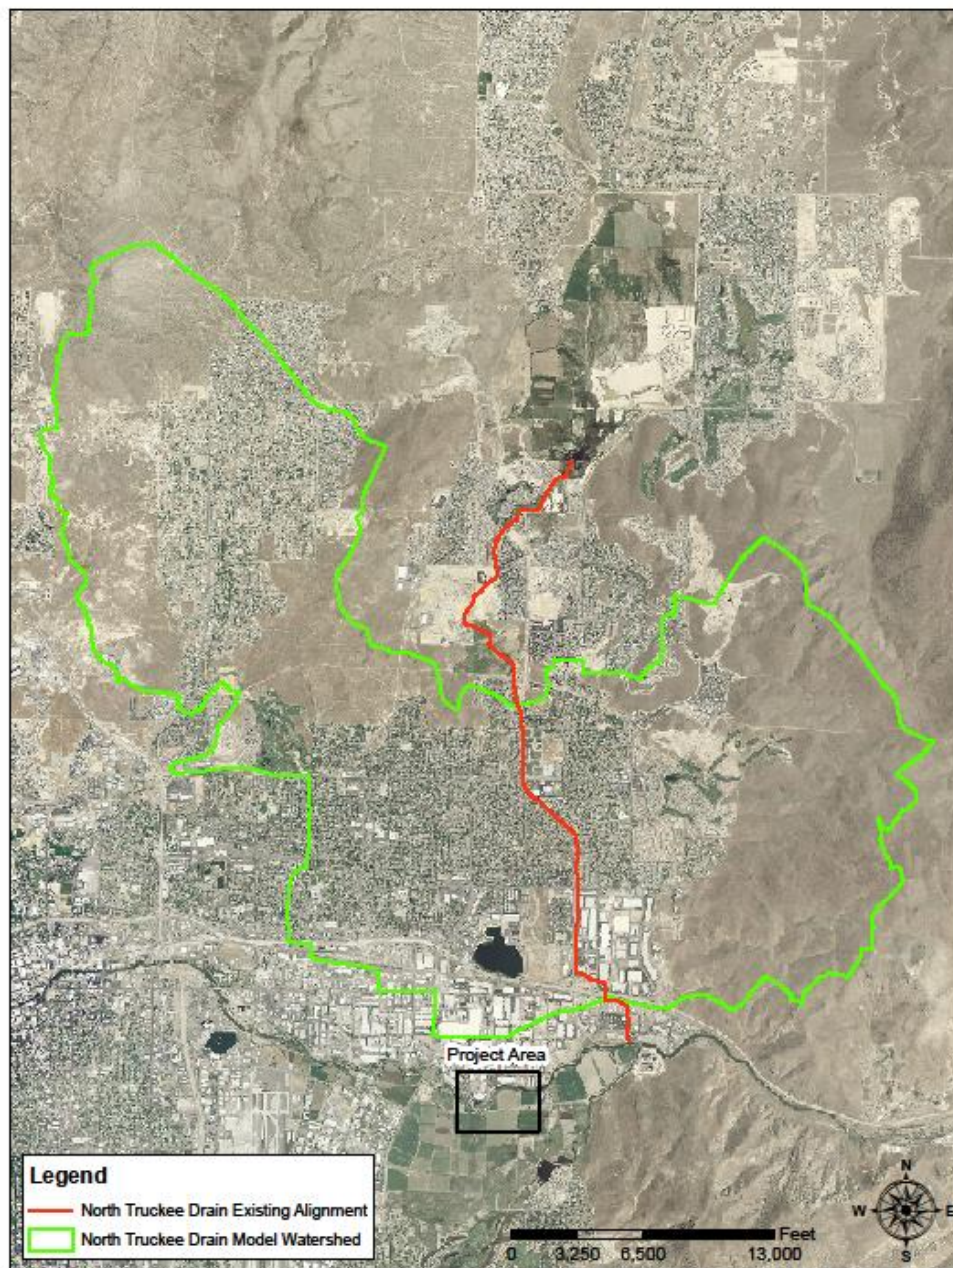 Project Area
Legend
North Truckee Drain Existing Alignment
North Truckee Drain Model Watershed
N
W E
S
Feet
0 3,250 6,500 13,000